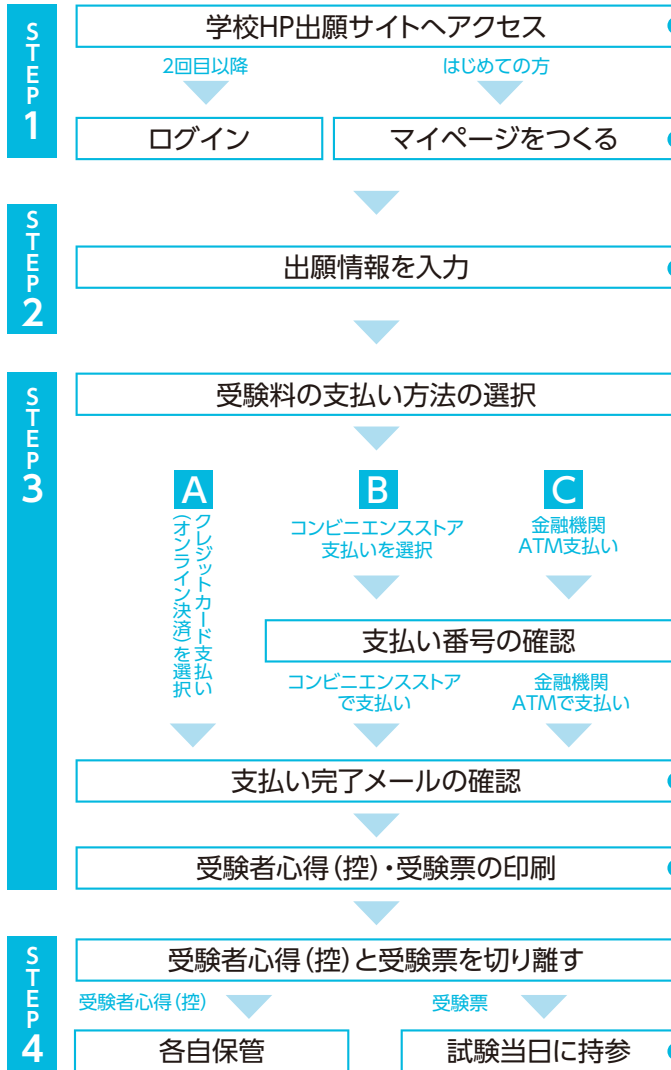 STEP1
学校HP出願サイトへアクセス
2回目以降
はじめての方
ログイン
マイページをつくる
STEP2
出願情報を入力
STEP3
受験料の支払い方法の選択
A
クレジットカード支払い
(オンライン決済)を選択
B
コンビニエンスストア
支払いを選択
C
金融機関
ATM支払い
支払い番号の確認
コンビニエンスストア
で支払い
金融機関
ATMで支払い
支払い完了メールの確認
受験者心得(控)・受験票の印刷
STEP4
受験者心得(控)と受験票を切り離す
受験者心得(控)
受験票
各自保管
試験当日に持参